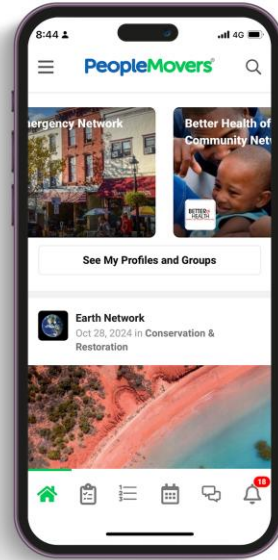 8:44
4G
PeopleMovers®
ergency Network
Better Health of
Community Net
BETTER
HEALTH
See My Profiles and Groups
Earth Network
Oct 28, 2024 in Conservation &
Restoration
18